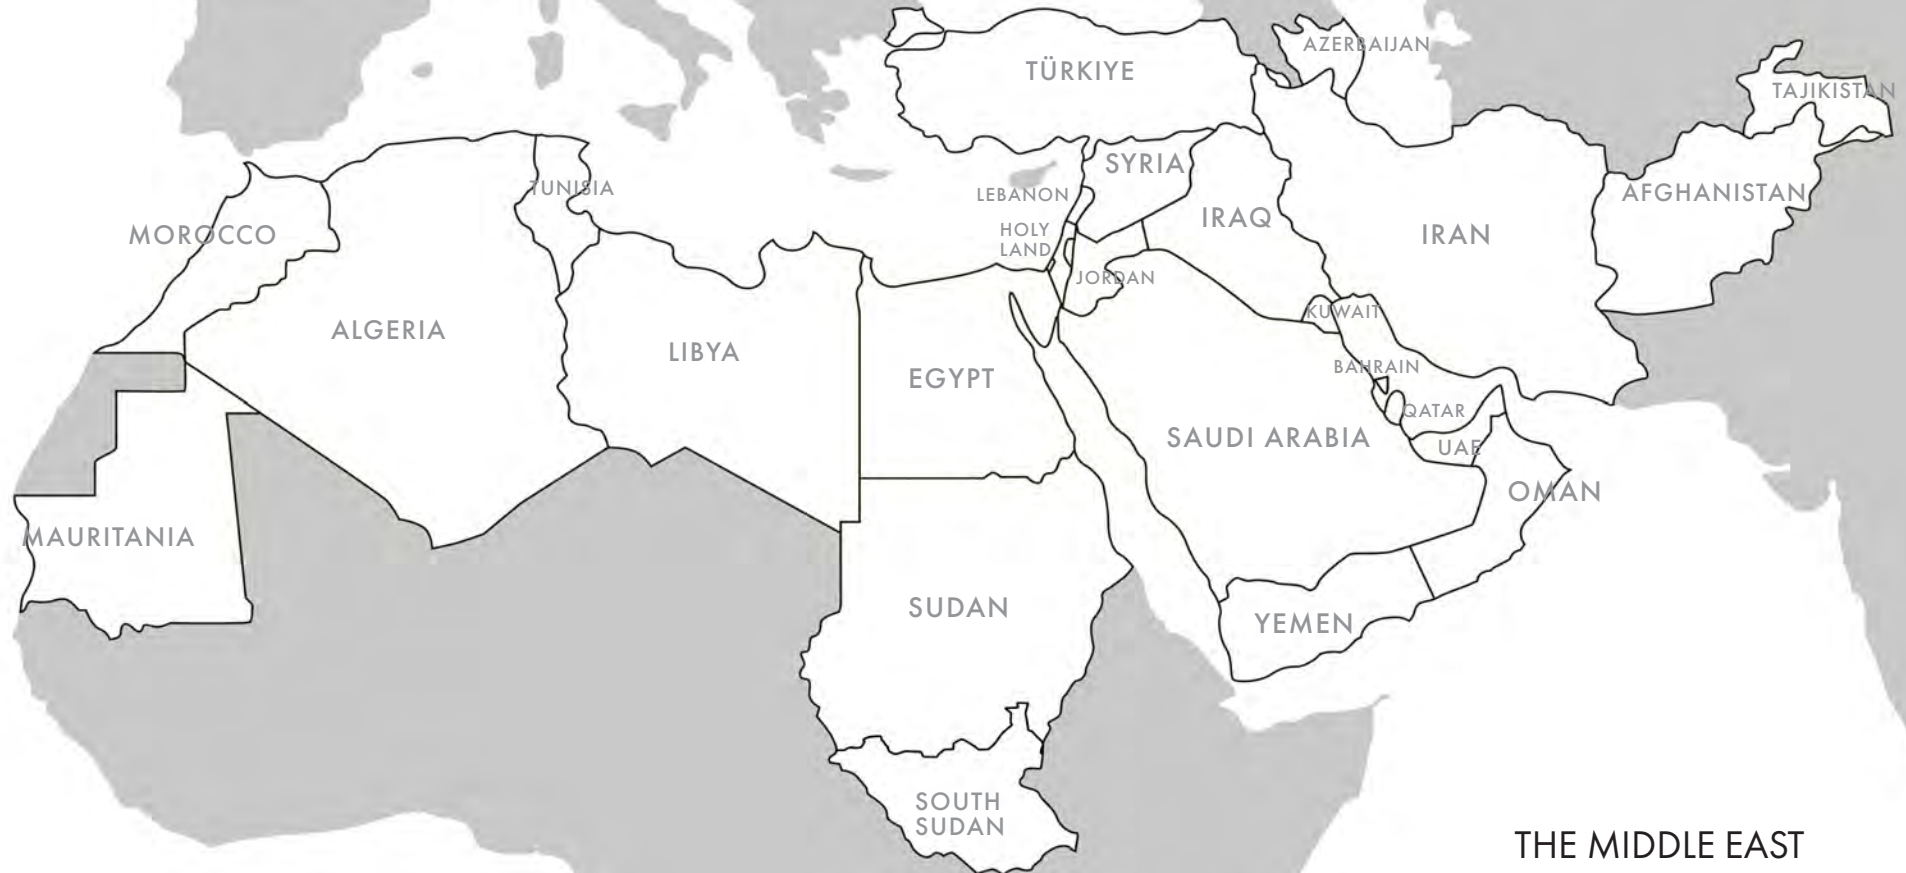 AZERBAIJAN
TÜRKIYE
TAJIKISTAN
SYRIA
TUNISIA
LEBANON
AFGHANISTAN
MOROCCO
HOLY
LAND
IRAQ
IRAN
JORDAN
ALGERIA
KUWAIT
LIBYA
EGYPT
BAHRAIN
QATAR
SAUDI ARABIA
UAE
OMAN
MAURITANIA
SUDAN
YEMEN
SOUTH
SUDAN
THE MIDDLE EAST